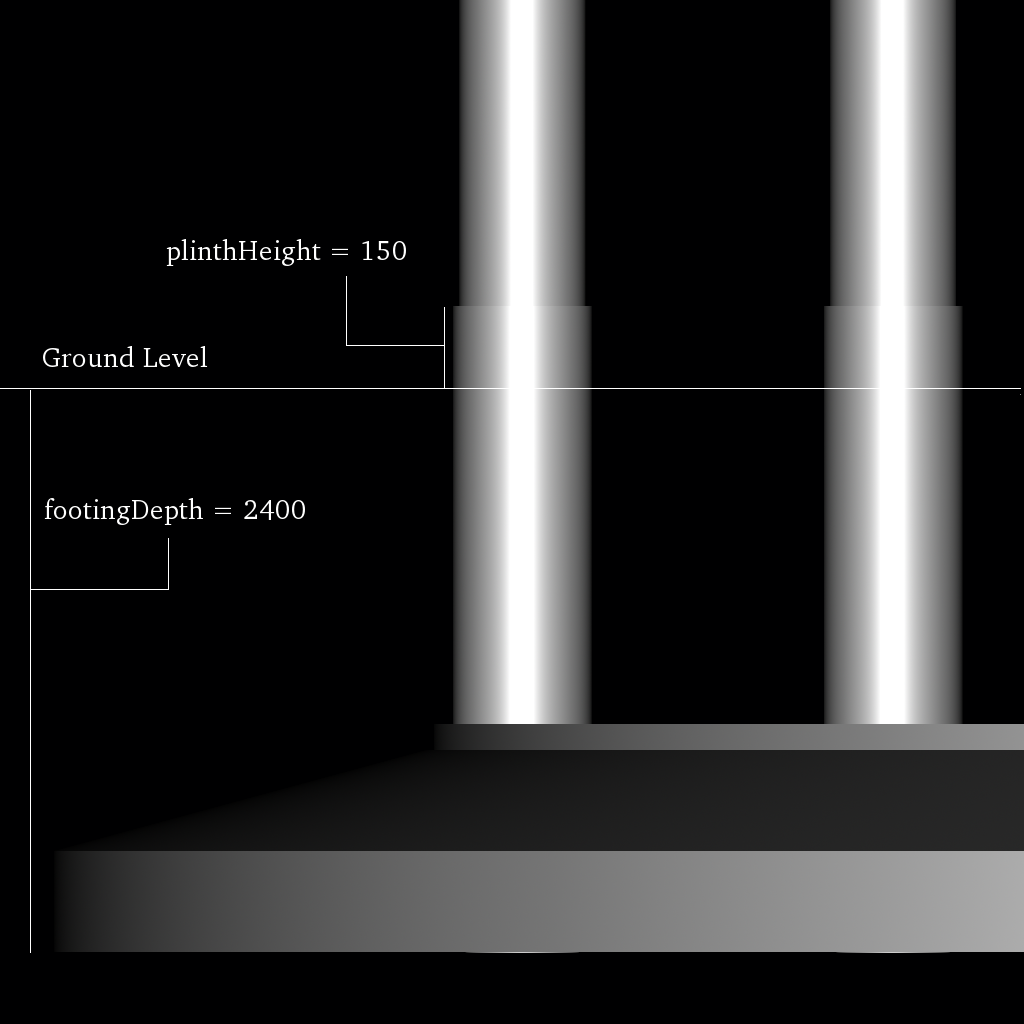 plinthHeight = 150
Ground Level
footingDepth = 2400